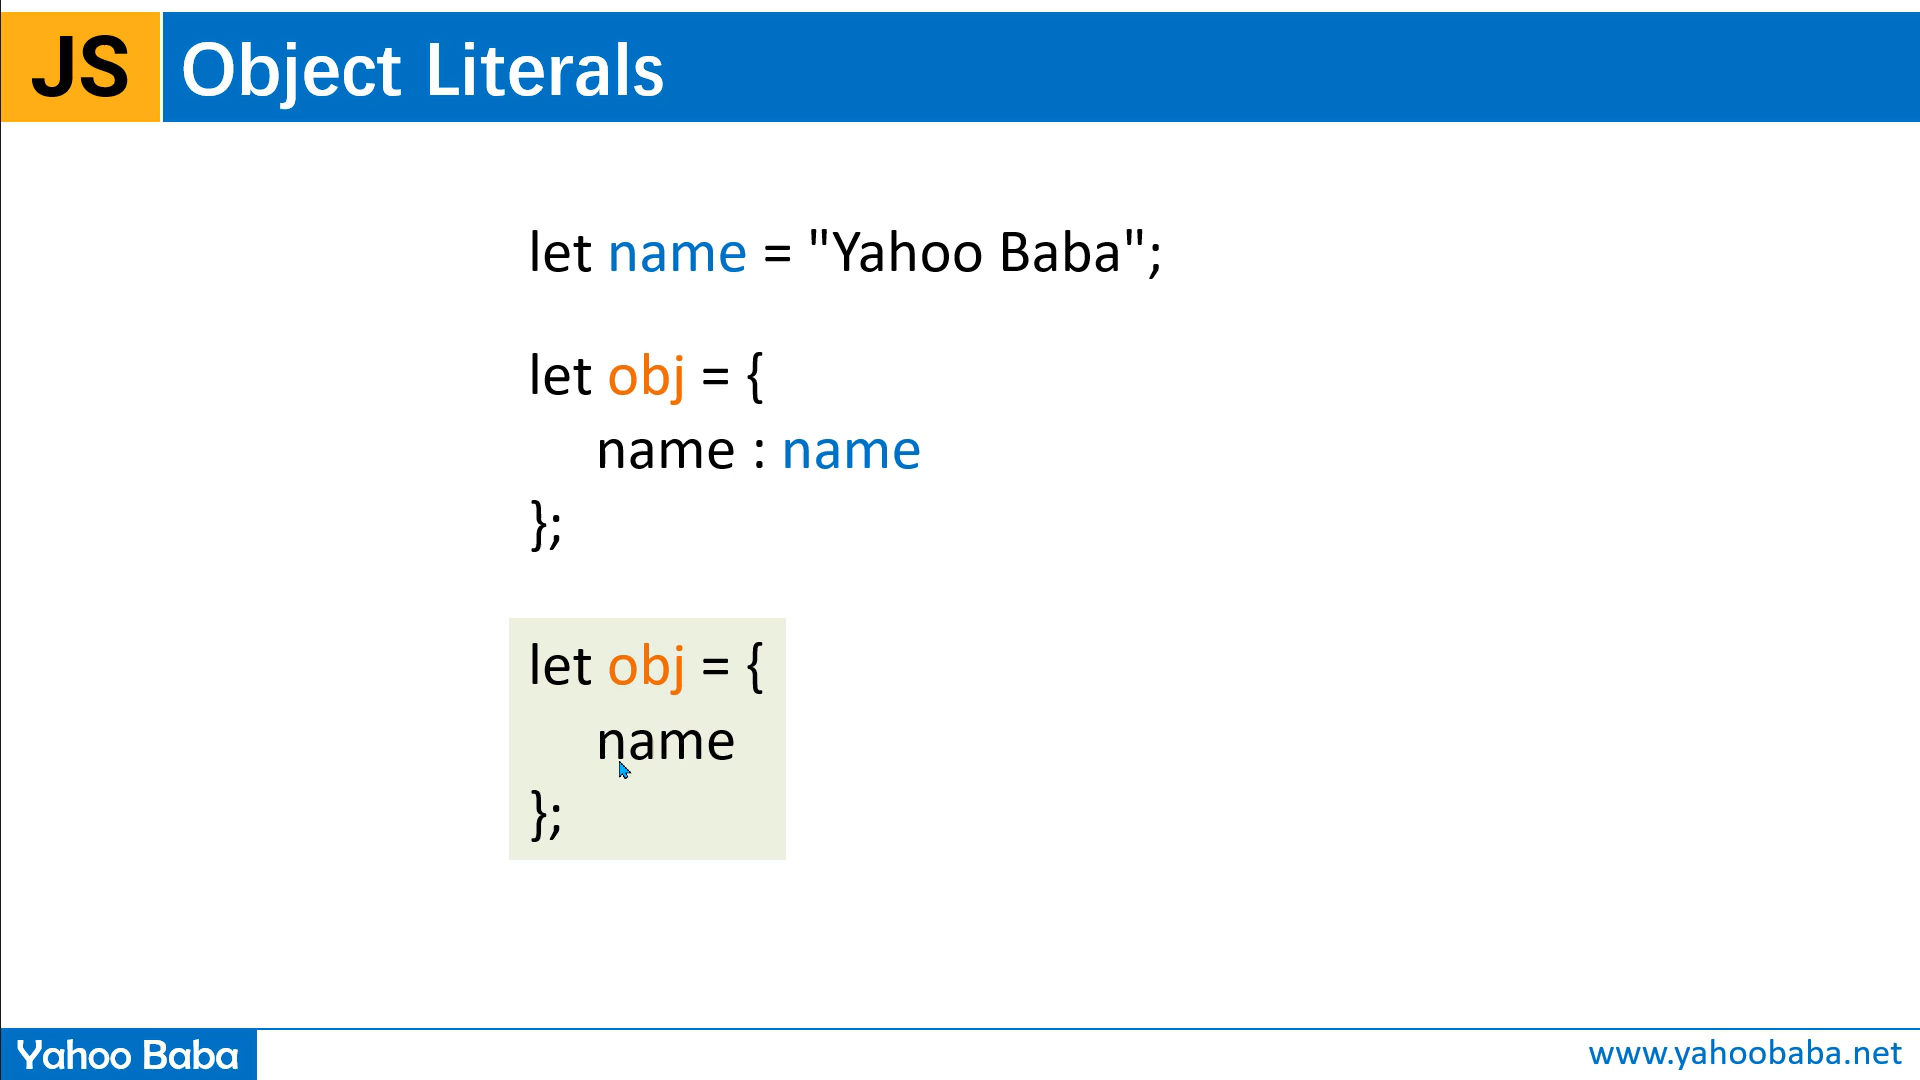 JS Object Literals
let name = "Yahoo Baba";
let obj = {
name : name
};
let obj = {
name
};
Yahoo Baba www.yahoobaba.net